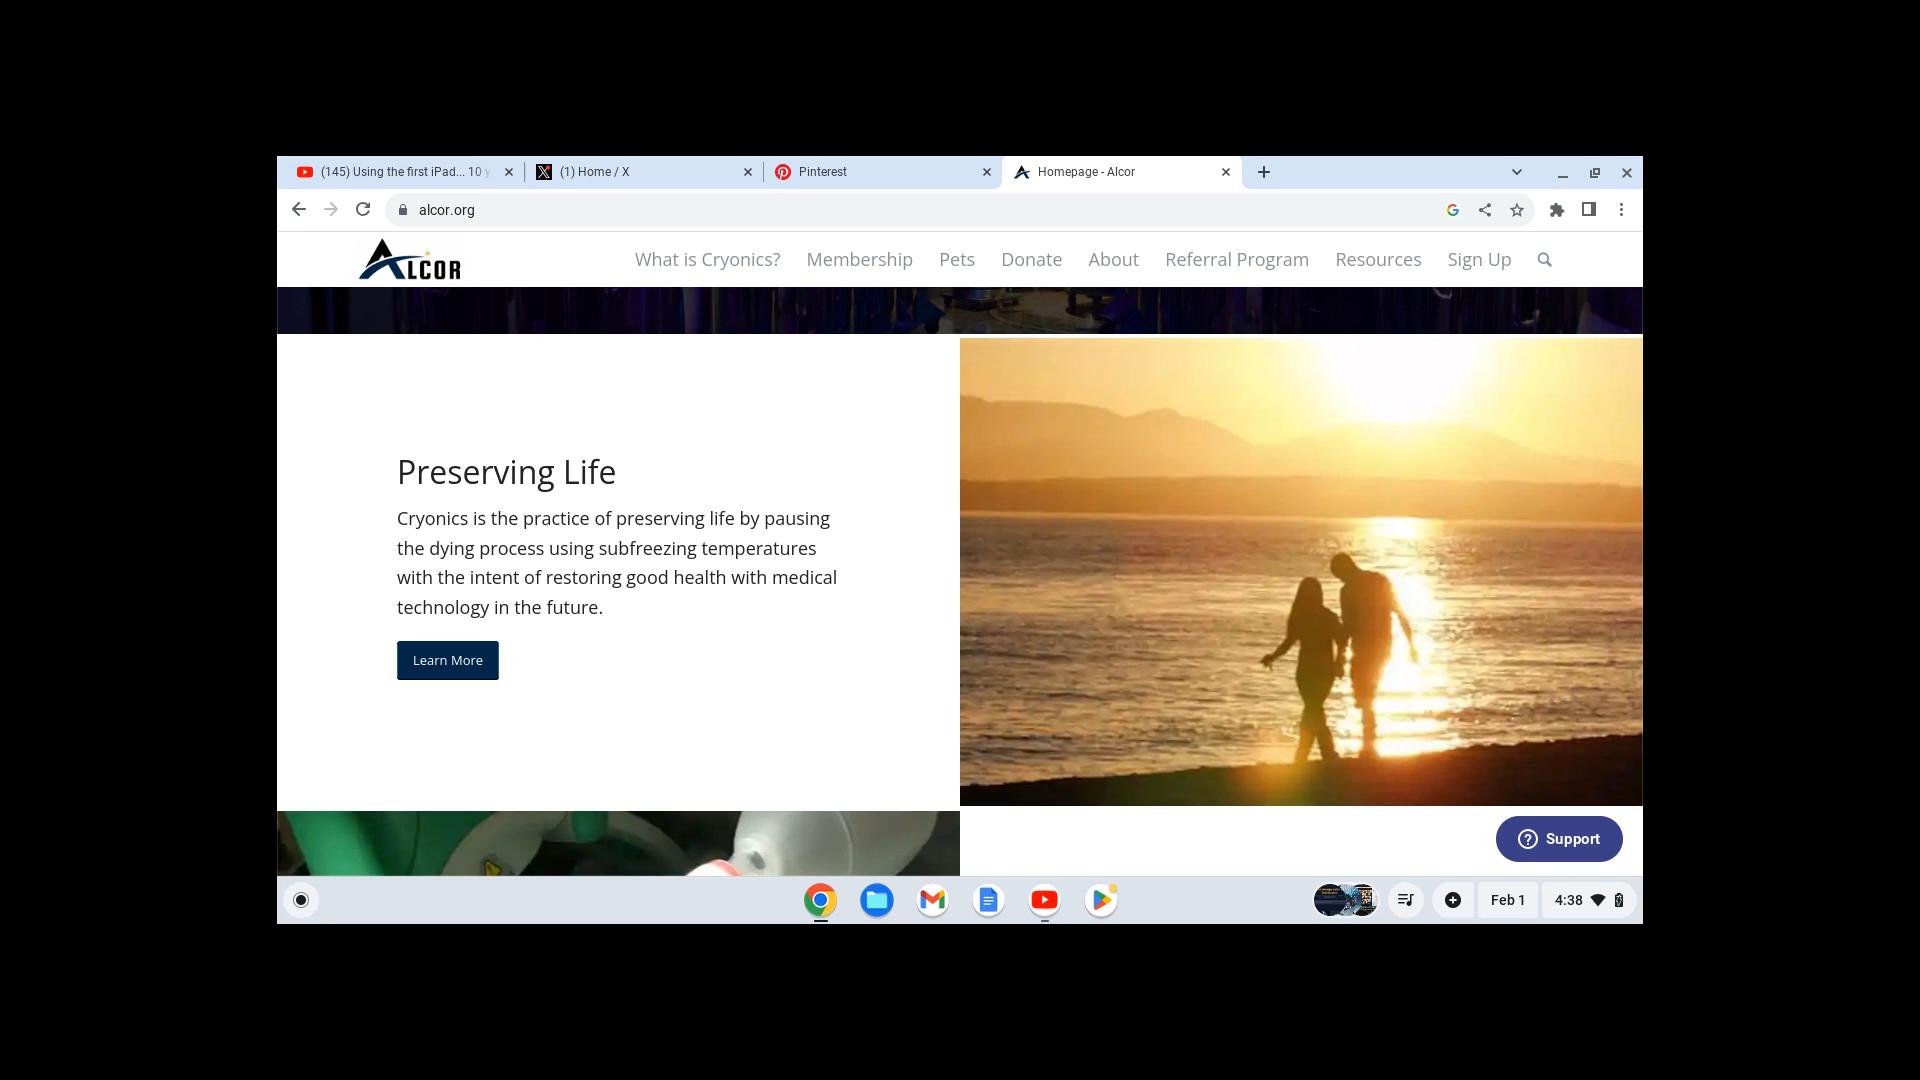 (145) Using the first iPad... 10 y
(1) Home / X
Pinterest
Homepage - Alcor
alcor.org
ALCOR
What is Cryonics?
Membership
Pets
Donate
About
Referral Program
Resources
Sign Up
Preserving Life
Cryonics is the practice of preserving life by pausing
the dying process using subfreezing temperatures
with the intent of restoring good health with medical
technology in the future.
Learn More
Support
Feb 1
4:38